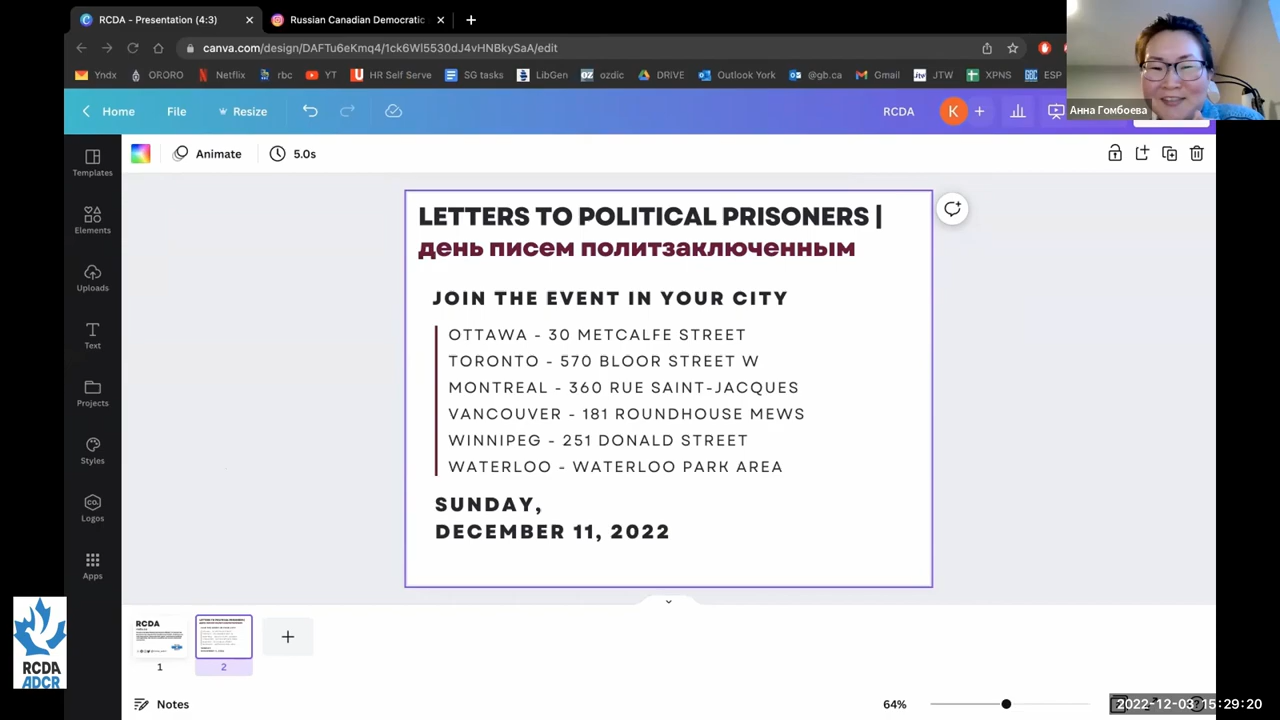 RCDA - Presentation (4:3)
Russian Canadian Democratic
canva.com/design/DAFTu6eKmq4/1ck6Wl5530dJ4vHNBkySaA/edit
Yndx
ORORO
Netflix
rbc
YT
HR Self Serve
SG tasks
LibGen
ozdic
DRIVE
Outlook York
@gb.ca
Gmail
JTW
XPNS
ESP
Анна Гомбоева
Home
File
Resize
RCDA
K
Animate
5.0s
Templates
Elements
Uploads
Text
Projects
Styles
Logos
Apps
LETTERS TO POLITICAL PRISONERS |
день писем политзаключенным
JOIN THE EVENT IN YOUR CITY
OTTAWA - 30 METCALFE STREET
TORONTO - 570 BLOOR STREET W
MONTREAL - 360 RUE SAINT-JACQUES
VANCOUVER - 181 ROUNDHOUSE MEWS
WINNIPEG - 251 DONALD STREET
WATERLOO - WATERLOO PARK AREA
SUNDAY,
DECEMBER 11, 2022
RCDA
1
2
RCDA
ADCR
Notes
64%
2022-12-03 15:29:20